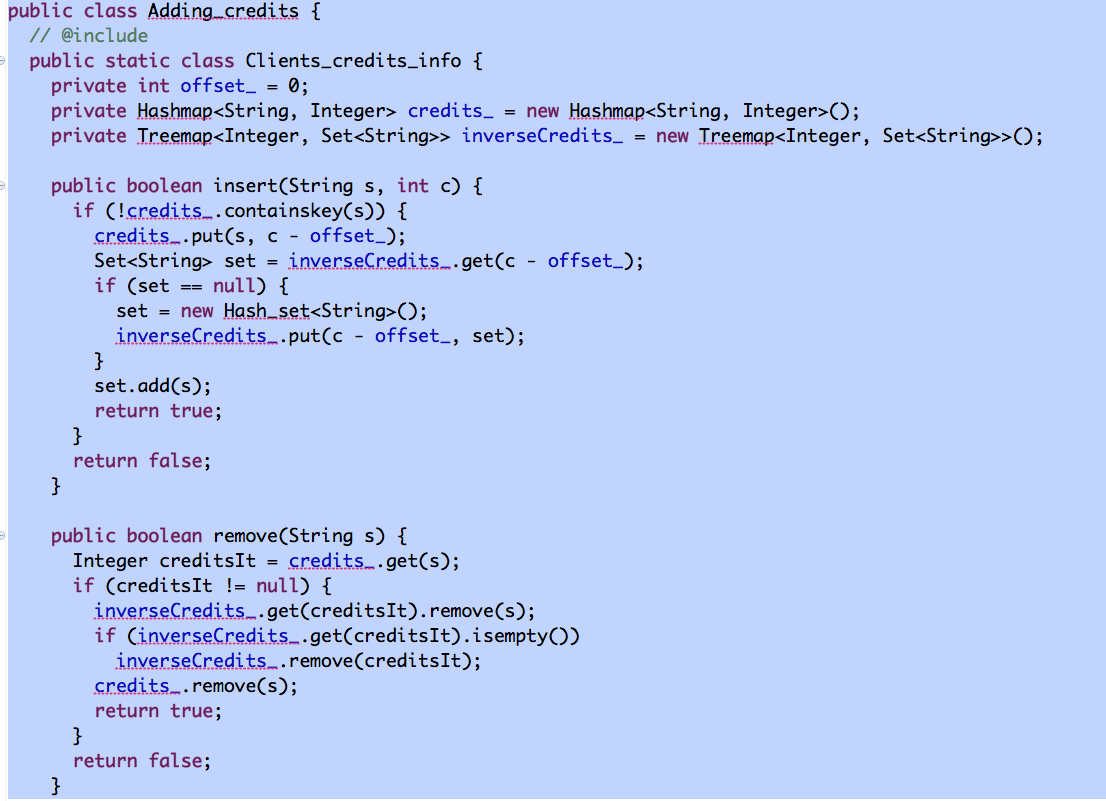 public class Adding_credits {
// @include
public static class Clients_credits_info {
private int offset_ = 0;
private Hashmap<String, Integer> credits_ = new Hashmap<String, Integer>();
private Treemap<Integer, Set<String>> inverseCredits_ = new Treemap<Integer, Set<String>>();
public boolean insert(String s, int c) {
if (!credits_.containskey(s)) {
credits_.put(s, c - offset_);
Set<String> set = inverseCredits_.get(c - offset_);
if (set == null) {
set = new Hash_set<String>();
inverseCredits_.put(c - offset_, set);
}
set.add(s);
return true;
}
return false;
}
public boolean remove(String s) {
Integer creditsIt = credits_.get(s);
if (creditsIt != null) {
inverseCredits_.get(creditsIt).remove(s);
if (inverseCredits_.get(creditsIt).isempty())
inverseCredits_.remove(creditsIt);
credits_.remove(s);
return true;
}
return false;
}